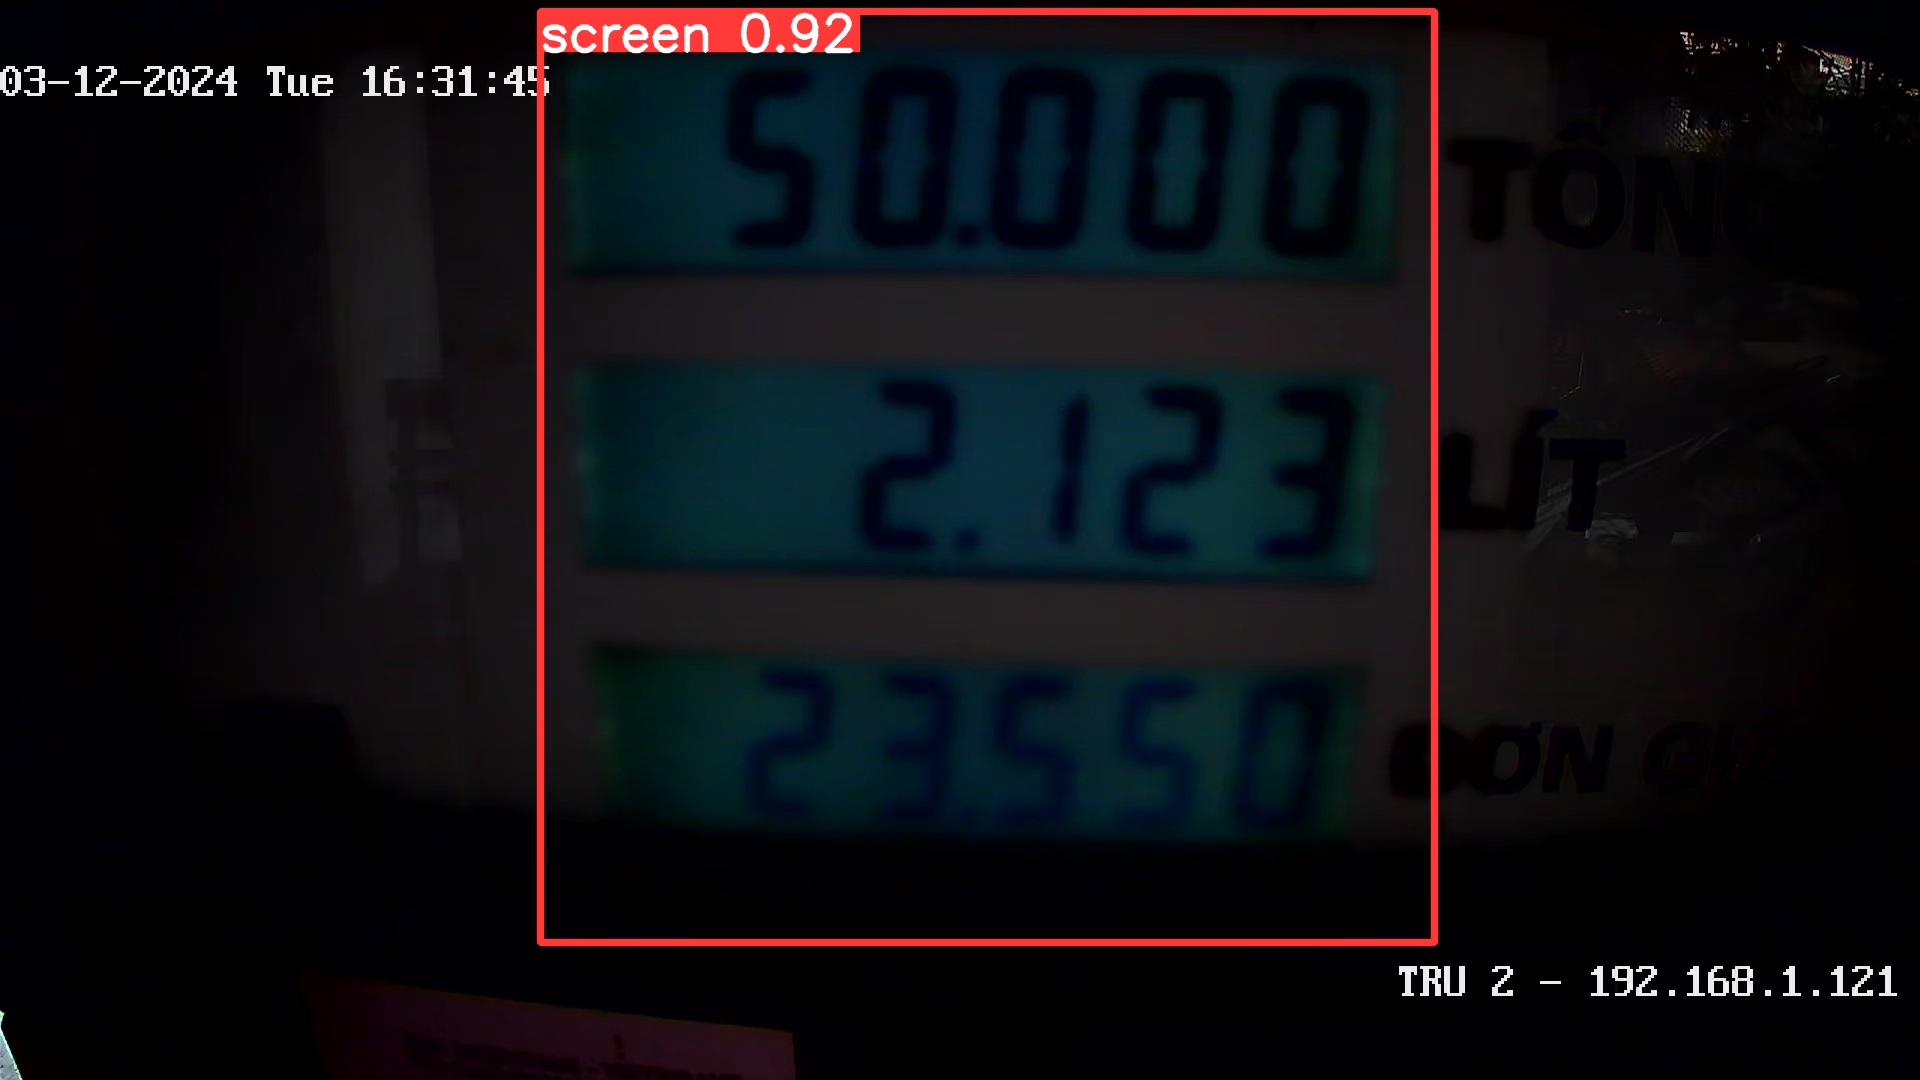 screen 0.92
03-12-2024 Tue 16:31:45
50.000 TỔNG
2.123 LÍT
23.550 ĐƠN GIÁ
TRU 2 - 192.168.1.121